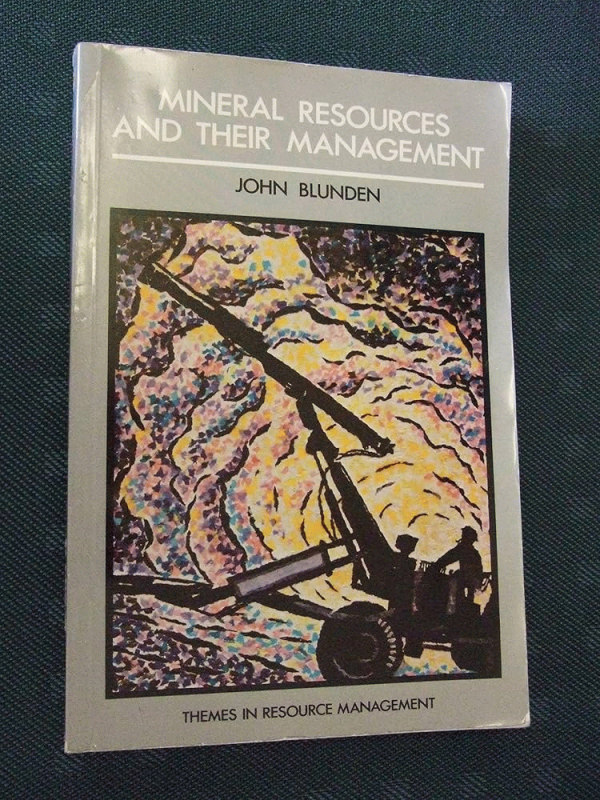 MINERAL RESOURCES
AND THEIR MANAGEMENT
JOHN BLUNDEN
THEMES IN RESOURCE MANAGEMENT